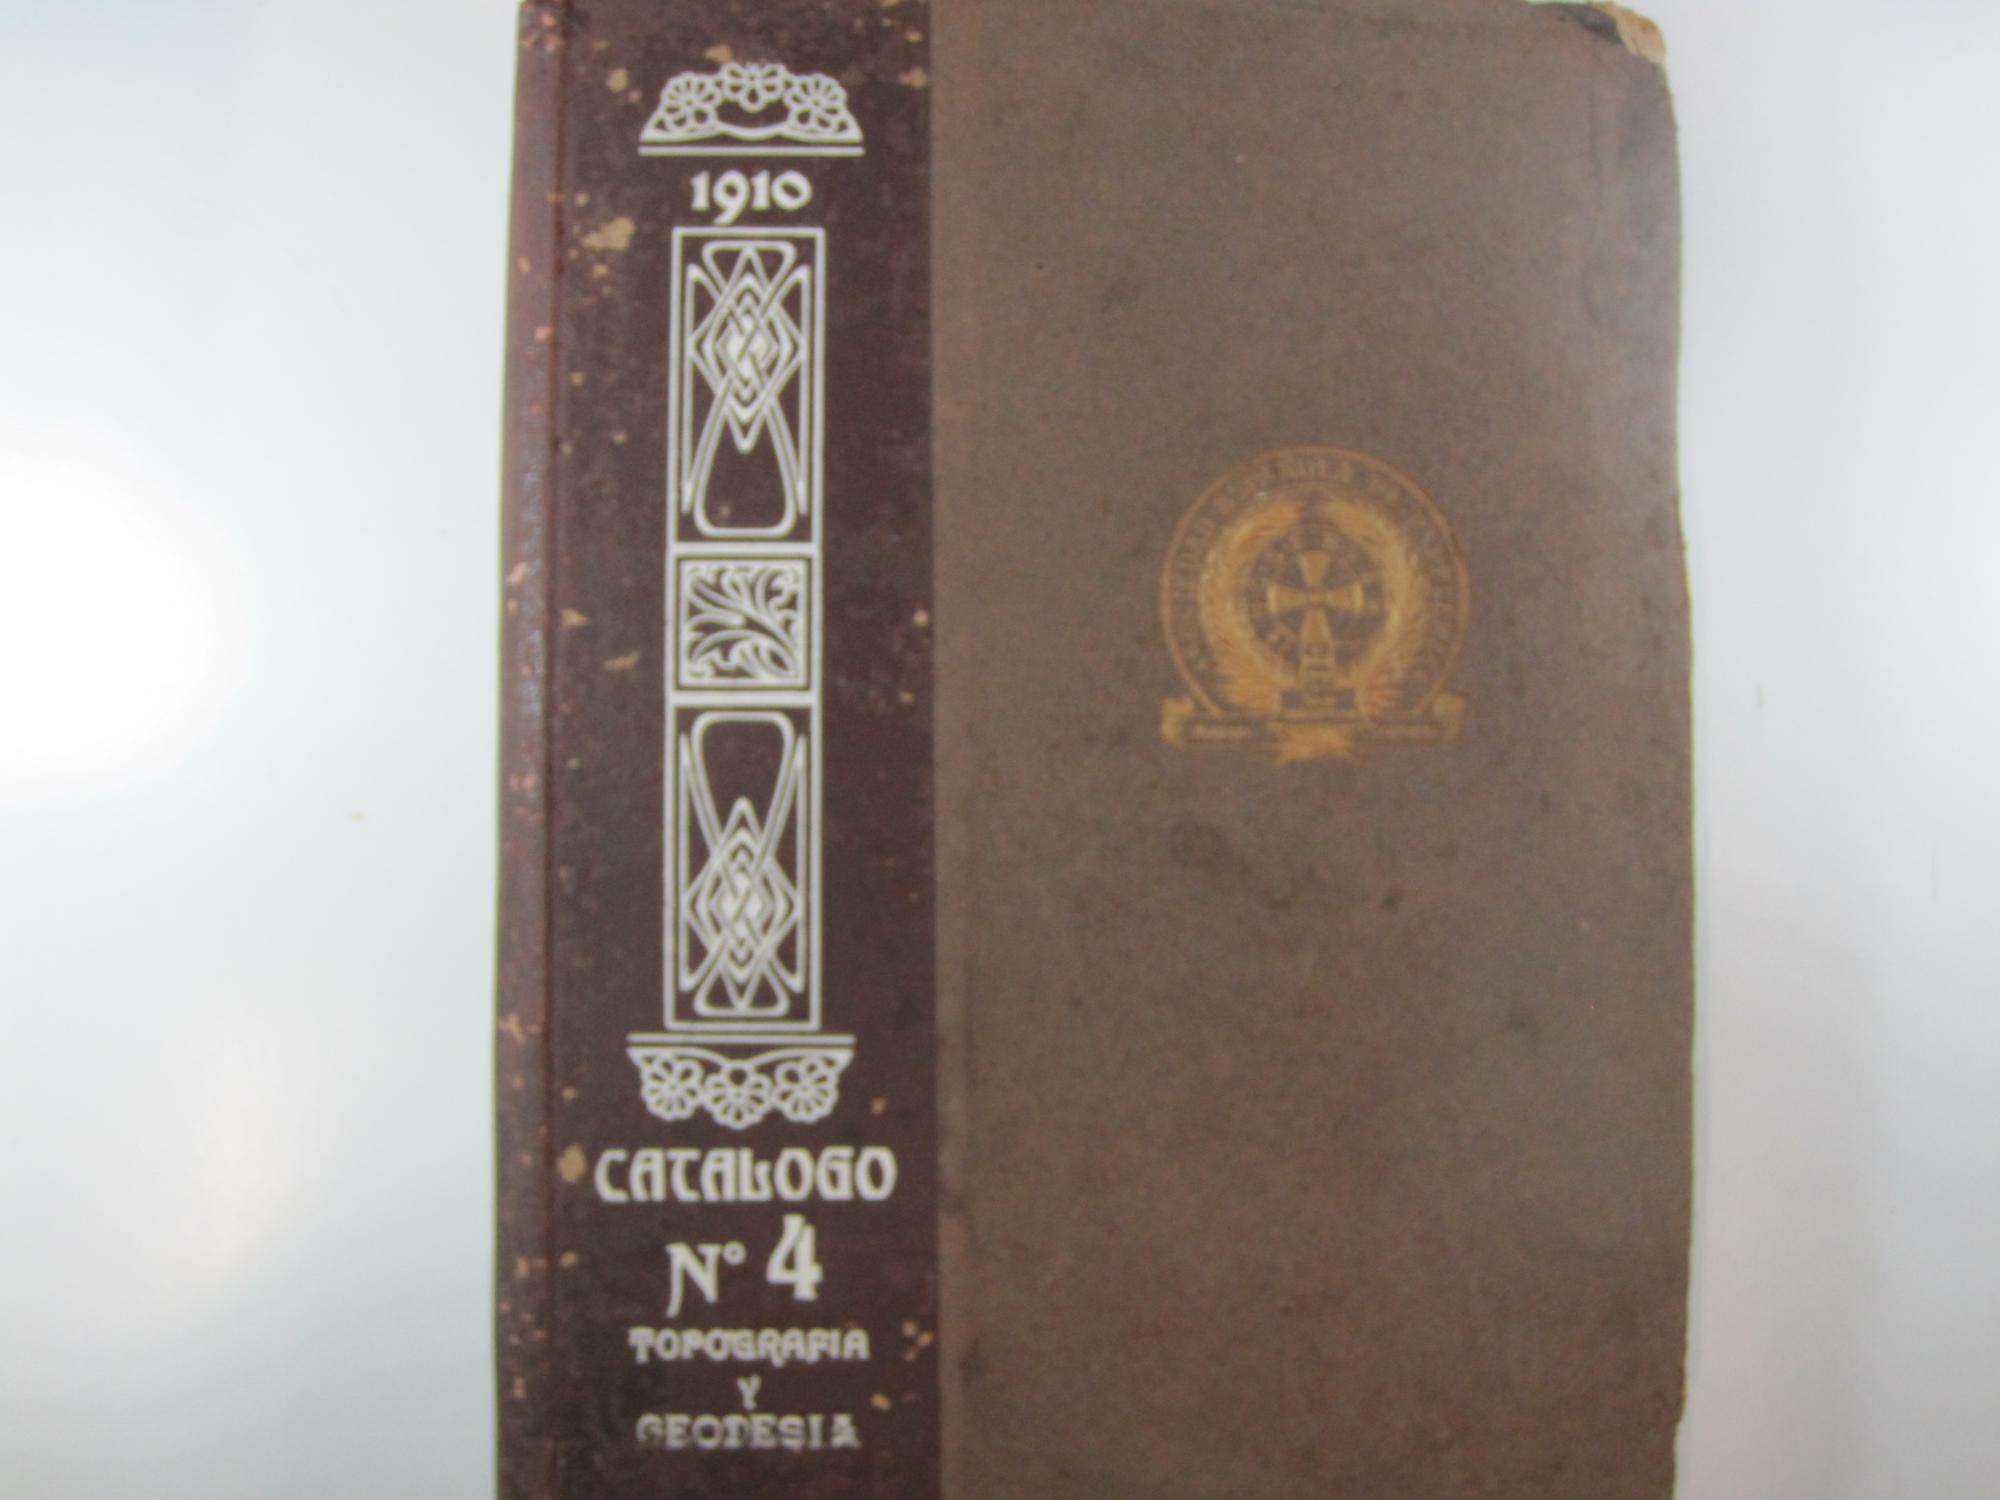 1910
CATALOGO
Nº 4
TOPOGRAFIA
Y
GEODESIA